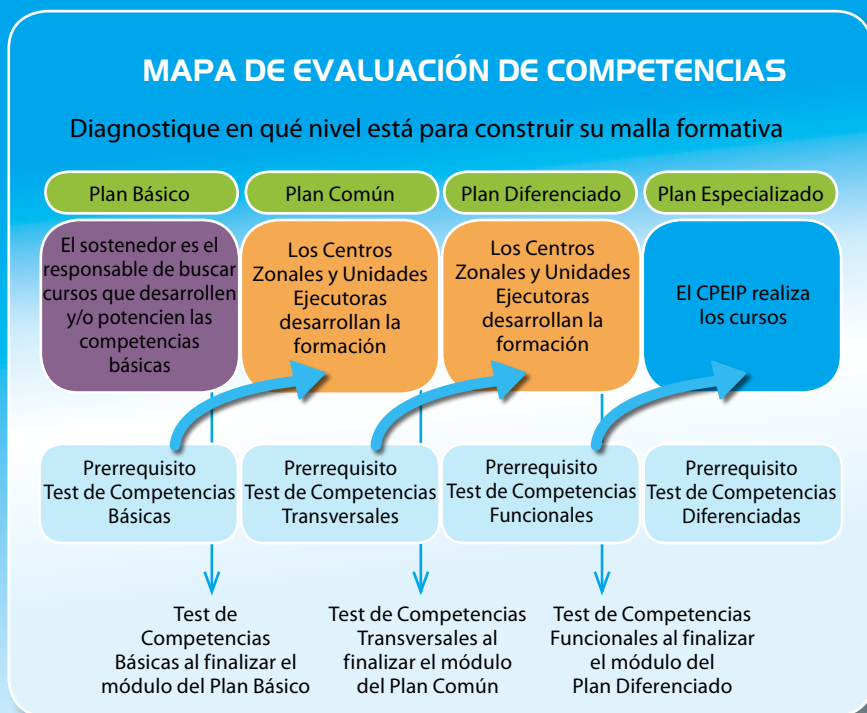 MAPA DE EVALUACIÓN DE COMPETENCIAS
Diagnostique en qué nivel está para construir su malla formativa
Plan Básico
Plan Común
Plan Diferenciado
Plan Especializado
El sostenedor es el
responsable de buscar
cursos que desarrollen
y/o potencien las
competencias
básicas
Los Centros
Zonales y Unidades
Ejecutoras
desarrollan la
formación
Los Centros
Zonales y Unidades
Ejecutoras
desarrollan la
formación
El CPEIP realiza
los cursos
Prerrequisito
Test de Competencias
Básicas
Prerrequisito
Test de Competencias
Transversales
Prerrequisito
Test de Competencias
Funcionales
Prerrequisito
Test de Competencias
Diferenciadas
Test de
Competencias
Básicas al finalizar el
módulo del Plan Básico
Test de Competencias
Transversales al
finalizar el módulo
del Plan Común
Test de Competencias
Funcionales al finalizar
el módulo del
Plan Diferenciado